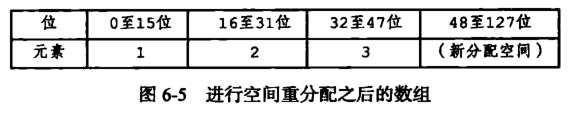 位 0至15位 16至31位 32至47位 48至127位
元素 1 2 3 (新分配空间)
图 6-5 进行空间重分配之后的数组